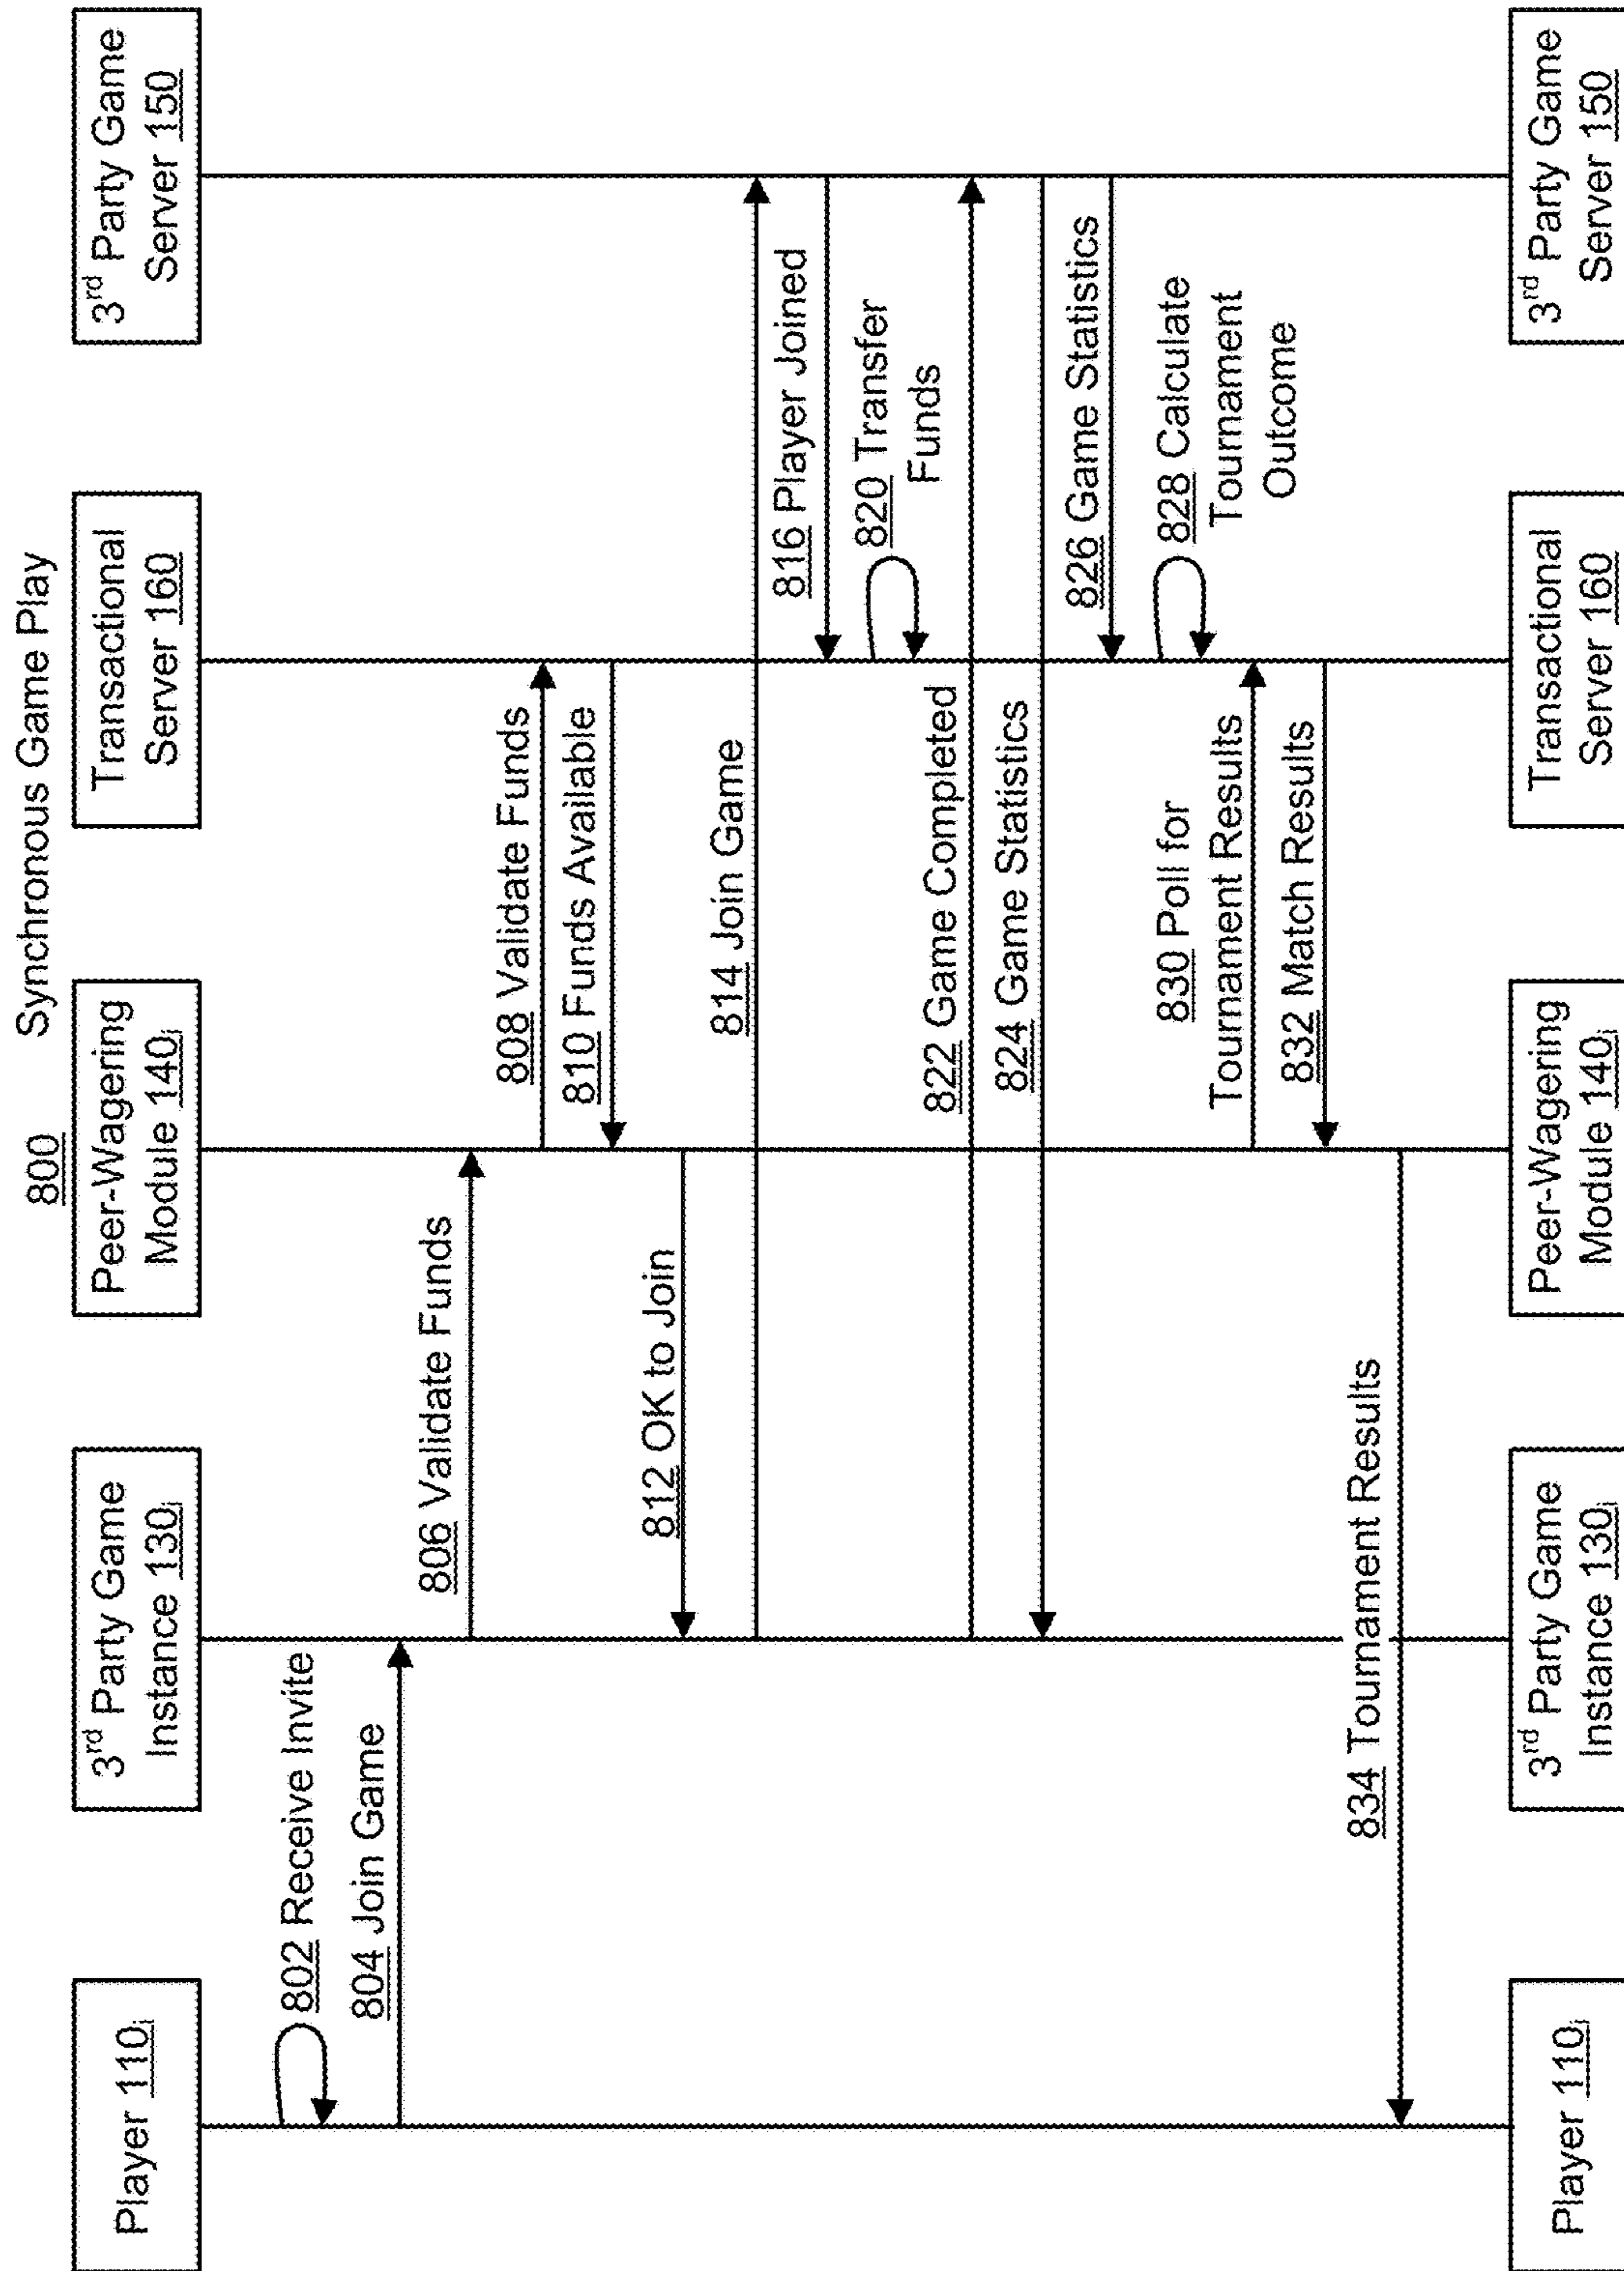 800
Synchronous Game Play
Player 110i
3rd Party Game
Instance 130i
Peer-Wagering
Module 140i
Transactional
Server 160
3rd Party Game
Server 150
802 Receive Invite
804 Join Game
806 Validate Funds
808 Validate Funds
810 Funds Available
812 OK to Join
814 Join Game
816 Player Joined
820 Transfer
Funds
822 Game Completed
824 Game Statistics
826 Game Statistics
828 Calculate
Tournament
Outcome
830 Poll for
Tournament Results
832 Match Results
834 Tournament Results
Player 110i
3rd Party Game
Instance 130i
Peer-Wagering
Module 140i
Transactional
Server 160
3rd Party Game
Server 150